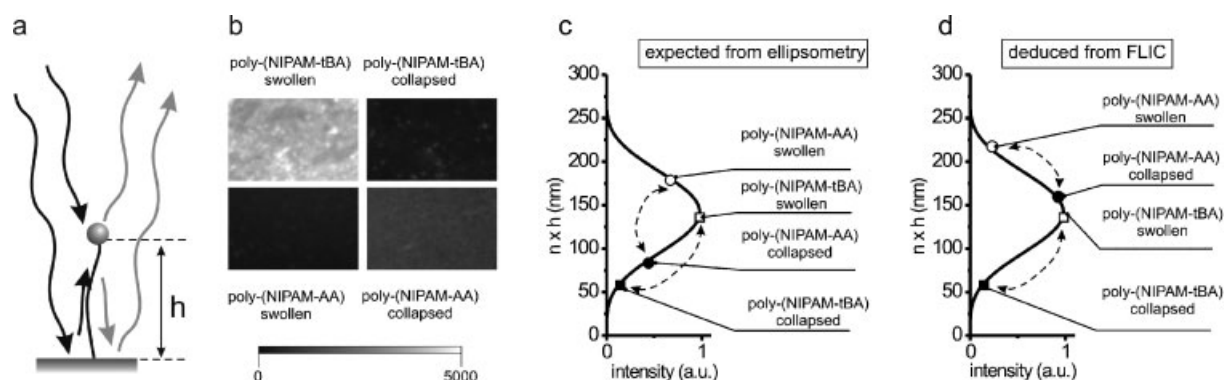 a
h
b
poly-(NIPAM-tBA)
swollen
poly-(NIPAM-tBA)
collapsed
poly-(NIPAM-AA)
swollen
poly-(NIPAM-AA)
collapsed
0
5000
c
expected from ellipsometry
300
250
200
150
100
50
0
n x h (nm)
0
1
intensity (a.u.)
poly-(NIPAM-AA)
swollen
poly-(NIPAM-tBA)
swollen
poly-(NIPAM-AA)
collapsed
poly-(NIPAM-tBA)
collapsed
d
deduced from FLIC
300
250
200
150
100
50
0
n x h (nm)
0
1
intensity (a.u.)
poly-(NIPAM-AA)
swollen
poly-(NIPAM-AA)
collapsed
poly-(NIPAM-tBA)
swollen
poly-(NIPAM-tBA)
collapsed